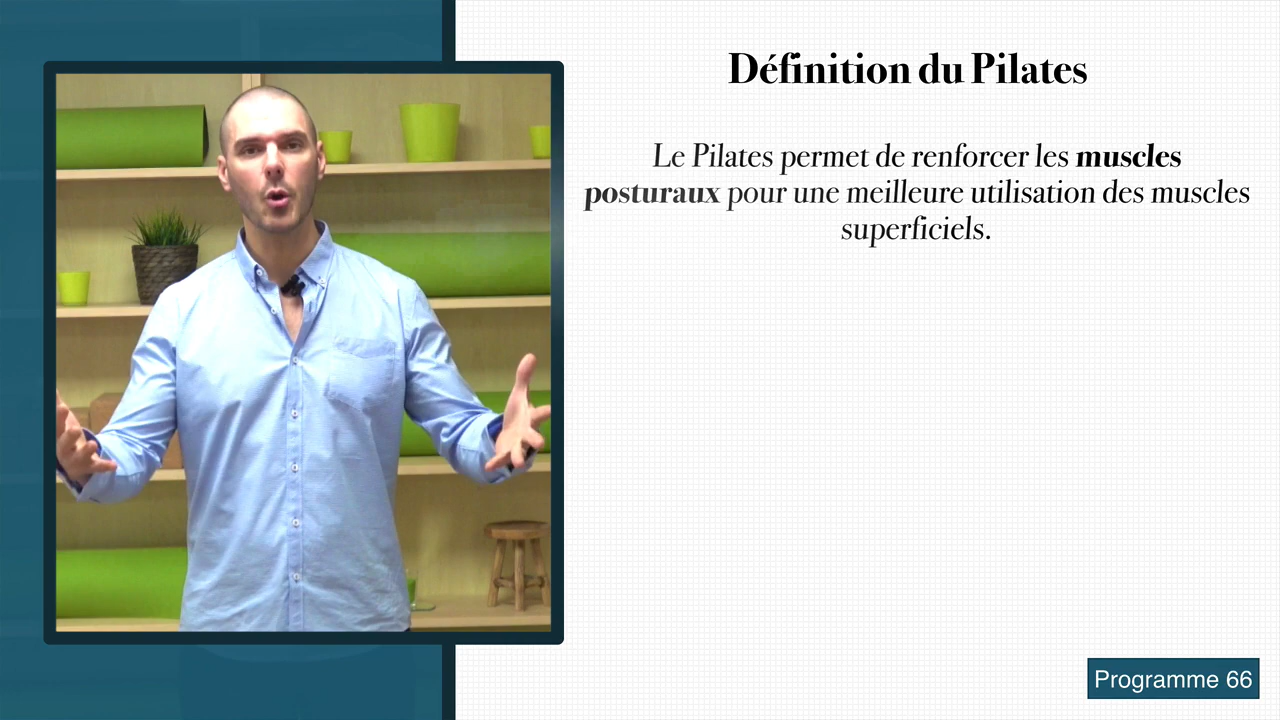 Définition du Pilates
Le Pilates permet de renforcer les muscles
posturaux pour une meilleure utilisation des muscles
superficiels.
Programme 66